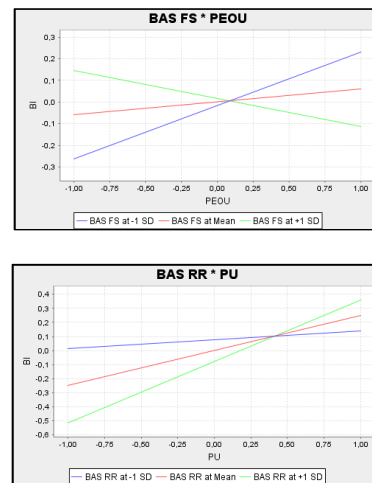 BAS FS * PEOU
0,3
0,2
0,1
0,0
-0,1
-0,2
-0,3
BI
-1,00 -0,75 -0,50 -0,25 0,00 0,25 0,50 0,75 1,00
PEOU
BAS FS at -1 SD BAS FS at Mean BAS FS at +1 SD
BAS RR * PU
0,4
0,3
0,2
0,1
0,0
-0,1
-0,2
-0,3
-0,4
-0,5
-0,6
BI
-1,00 -0,75 -0,50 -0,25 0,00 0,25 0,50 0,75 1,00
PU
BAS RR at -1 SD BAS RR at Mean BAS RR at +1 SD